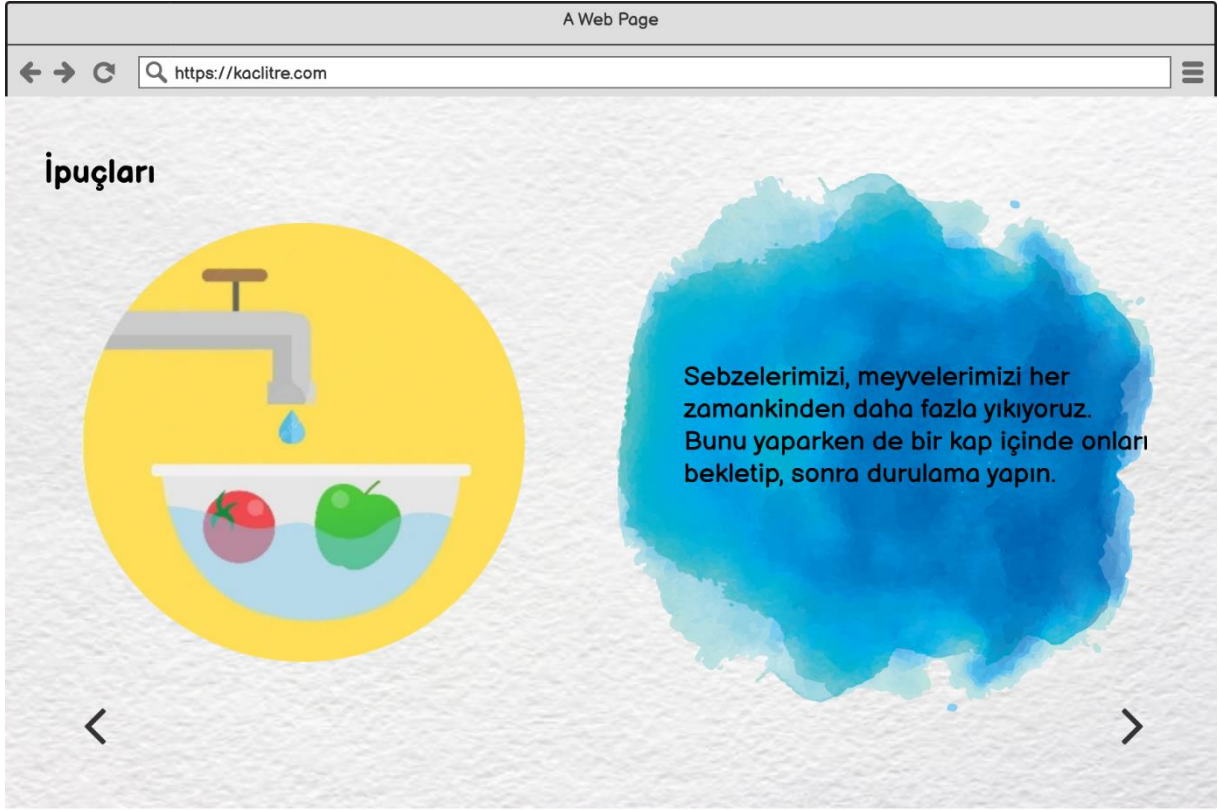 A Web Page
https://kaclitre.com
İpuçları
Sebzelerimizi, meyvelerimizi her
zamankinden daha fazla yıkıyoruz.
Bunu yaparken de bir kap içinde onları
bekletip, sonra durulama yapın.